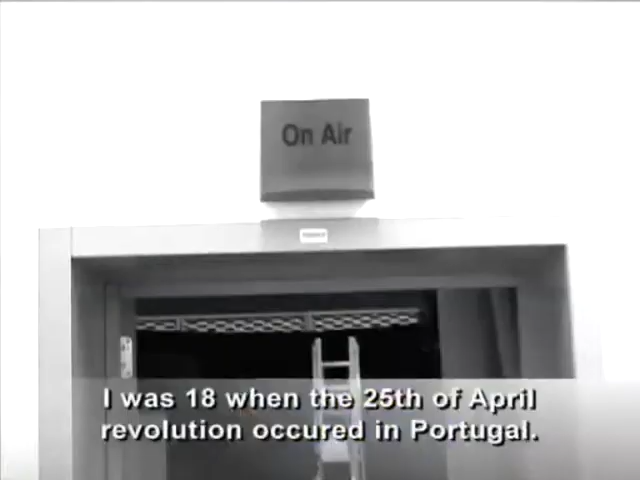 On Air
I was 18 when the 25th of April
revolution occured in Portugal.